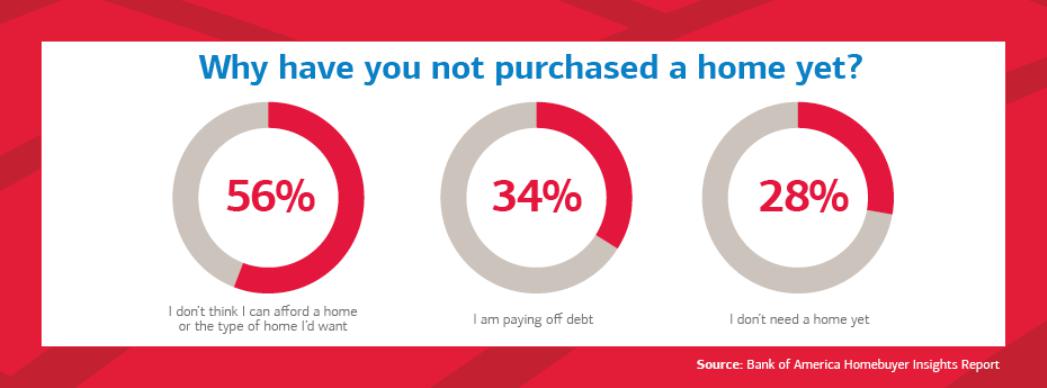 Why have you not purchased a home yet?
56%
34%
28%
I don't think I can afford a home
or the type of home I'd want
I am paying off debt
I don't need a home yet
Source: Bank of America Homebuyer Insights Report